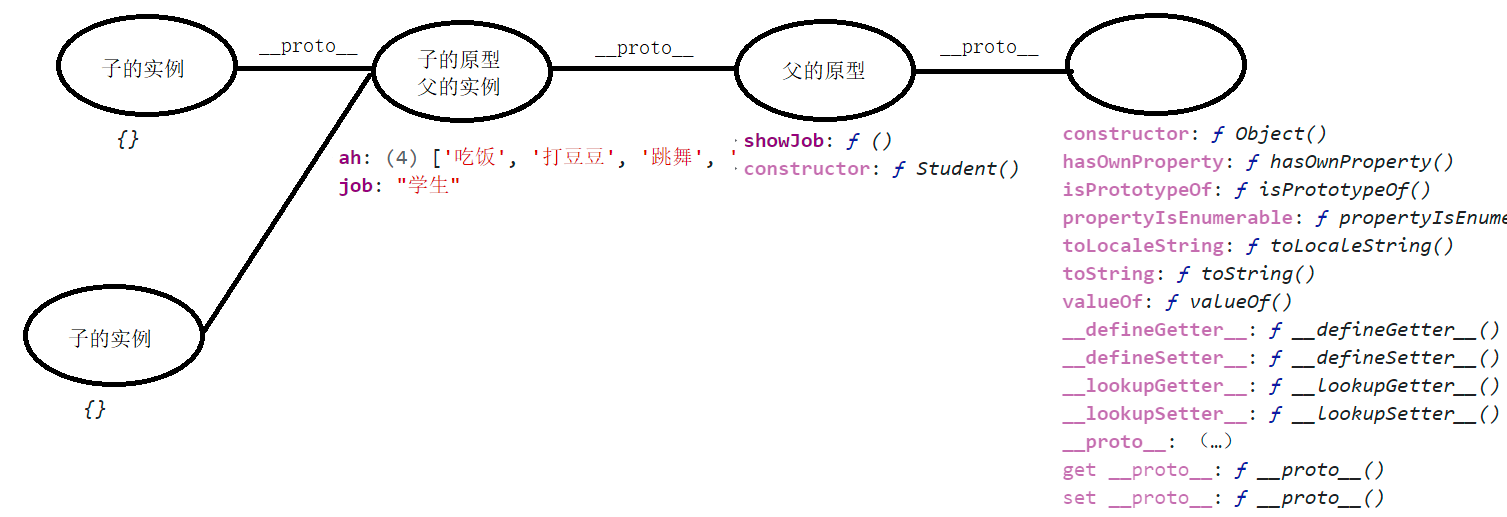 __proto__
__proto__
__proto__
子的实例
子的原型
父的实例
父的原型
{}
ah: (4) ['吃饭', '打豆豆', '跳舞', '
job: "学生"
showJob: ƒ ()
constructor: ƒ Student()
constructor: ƒ Object()
hasOwnProperty: ƒ hasOwnProperty()
isPrototypeOf: ƒ isPrototypeOf()
propertyIsEnumerable: ƒ propertyIsEnume
toLocaleString: ƒ toLocaleString()
toString: ƒ toString()
valueOf: ƒ valueOf()
__defineGetter__: ƒ __defineGetter__()
__defineSetter__: ƒ __defineSetter__()
__lookupGetter__: ƒ __lookupGetter__()
__lookupSetter__: ƒ __lookupSetter__()
__proto__: （…）
get __proto__: ƒ __proto__()
set __proto__: ƒ __proto__()
子的实例
{}